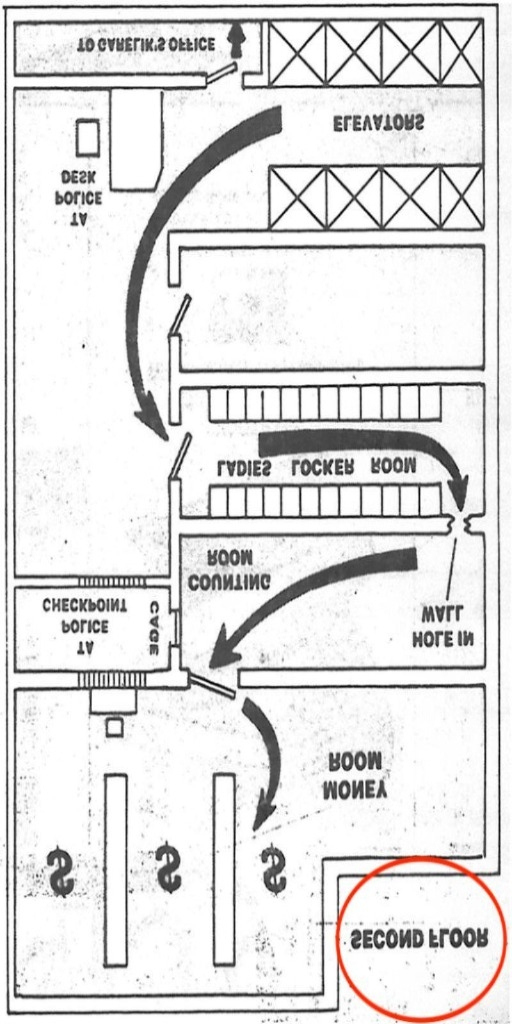 SECOND FLOOR
$ $ $
MONEY
ROOM
TA
POLICE
CHECKPOINT
CAGE
HOLE IN
WALL
COUNTING
ROOM
LADIES LOCKER ROOM
TA
POLICE
DESK
ELEVATORS
TO GARELIK'S OFFICE